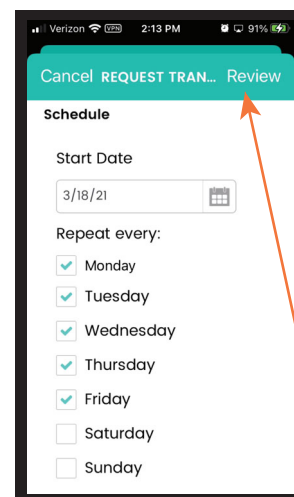 Verizon VPN 2:13 PM 91%
Cancel REQUEST TRAN... Review
Schedule
Start Date
3/18/21
Repeat every:
Monday
Tuesday
Wednesday
Thursday
Friday
Saturday
Sunday